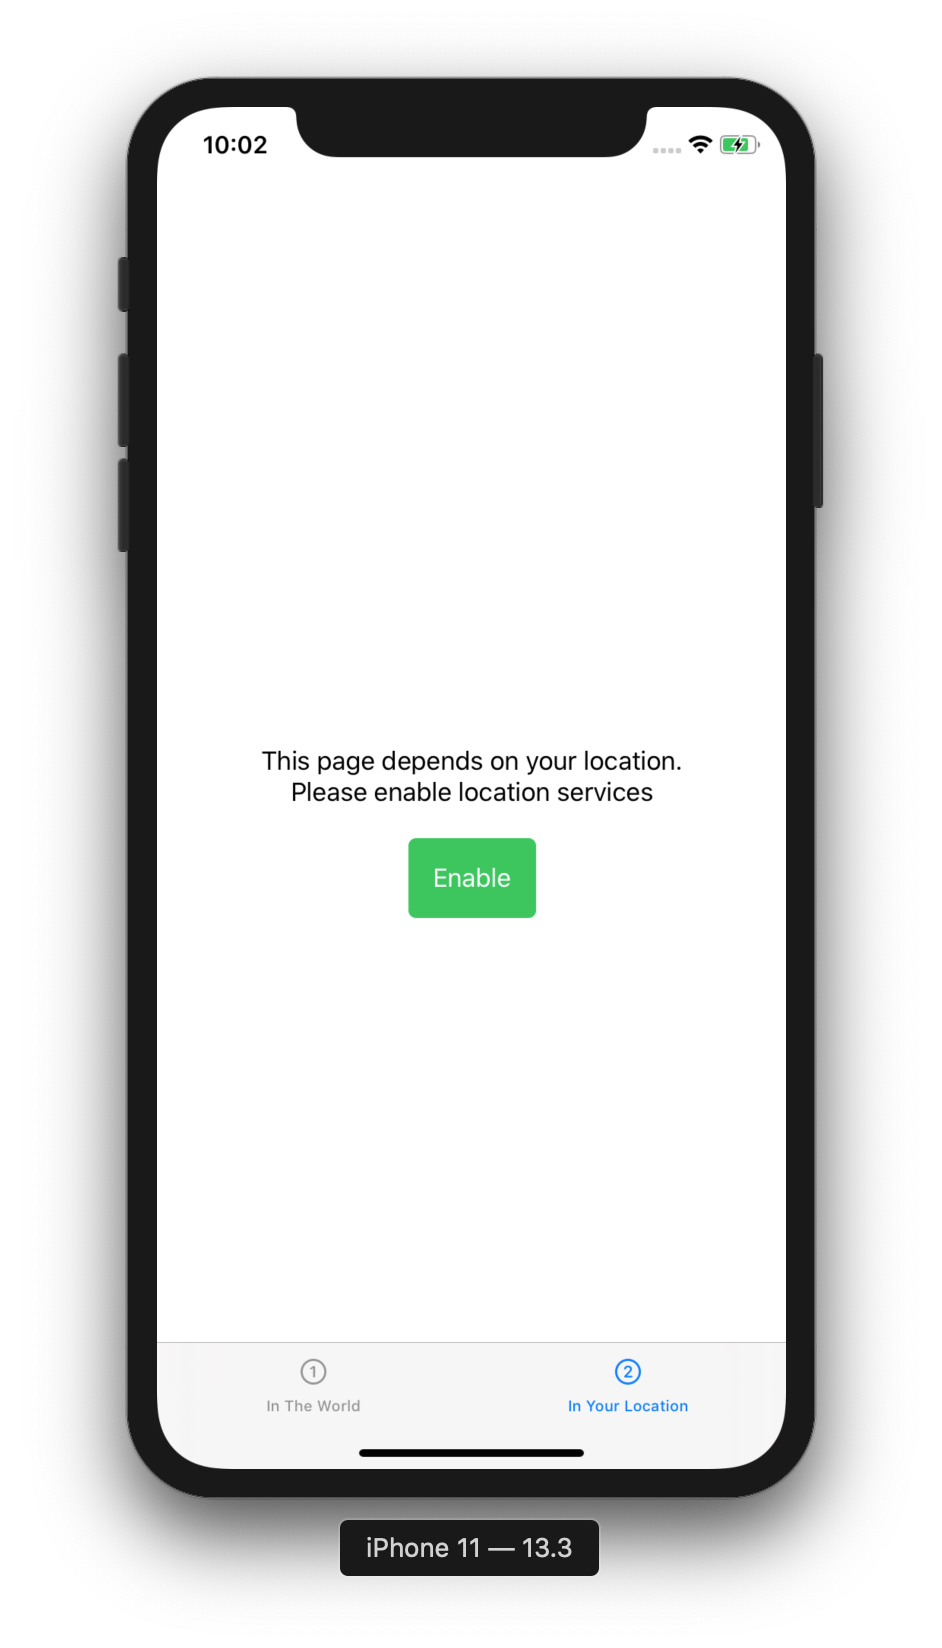 10:02
This page depends on your location.
Please enable location services
Enable
1
2
In The World
In Your Location
iPhone 11 — 13.3